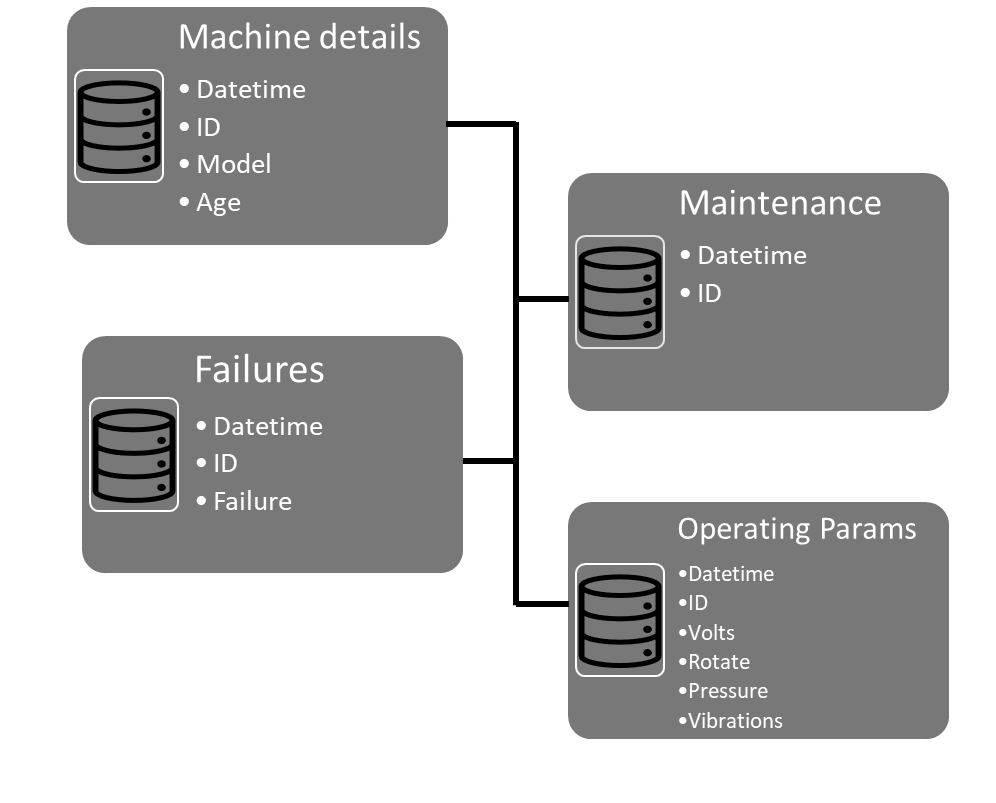 Machine details
• Datetime
• ID
• Model
• Age
Maintenance
• Datetime
• ID
Failures
• Datetime
• ID
• Failure
Operating Params
•Datetime
•ID
•Volts
•Rotate
•Pressure
•Vibrations